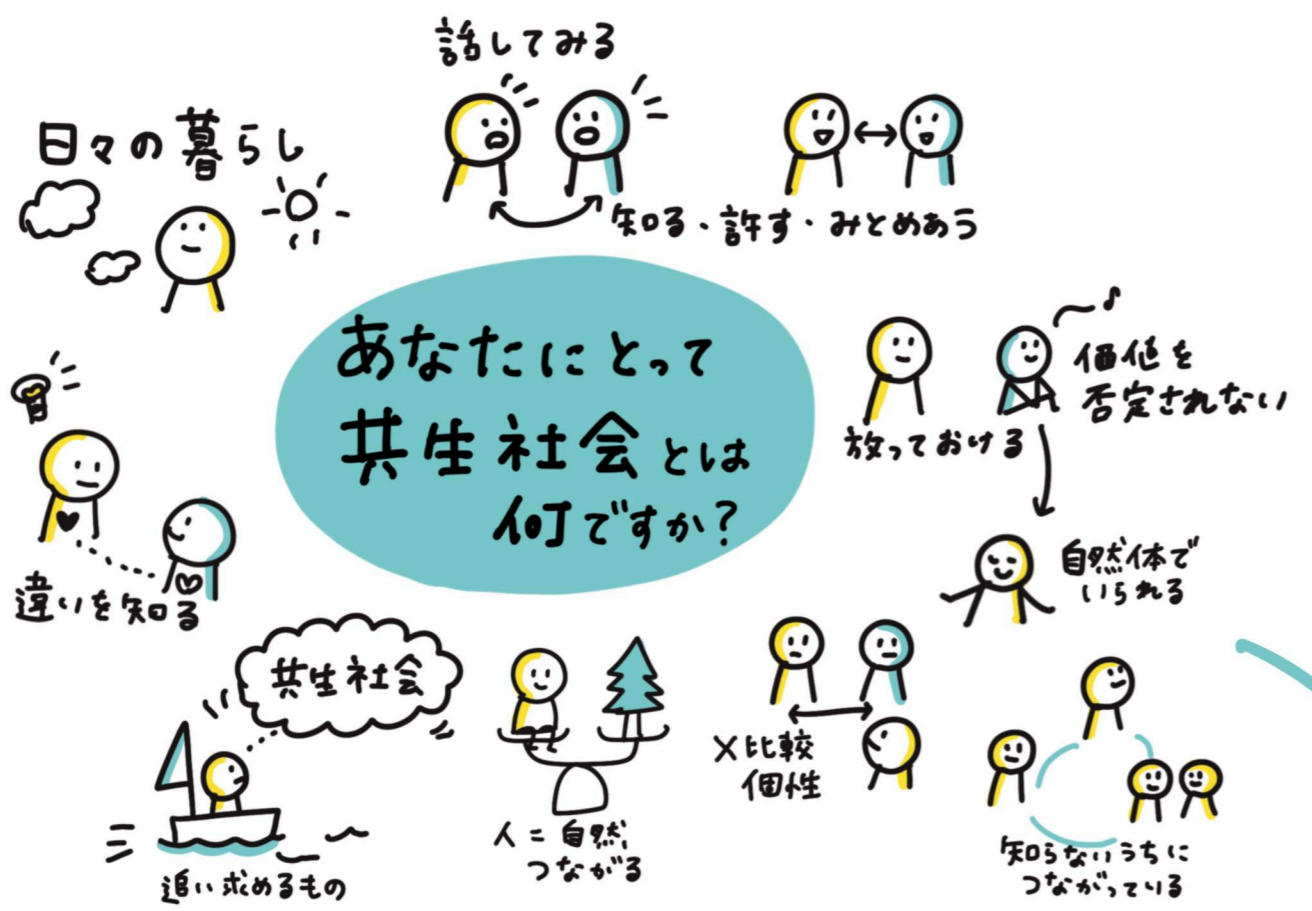 話してみる
日々の暮らし
知る・許す・みとめあう
あなたにとって
共生社会とは
何ですか?
価値を
否定されない
放っておける
自然体で
いられる
違いを知る
共生社会
追い求めるもの
人=自然
つながる
×比較
個性
知らないうちに
つながっている